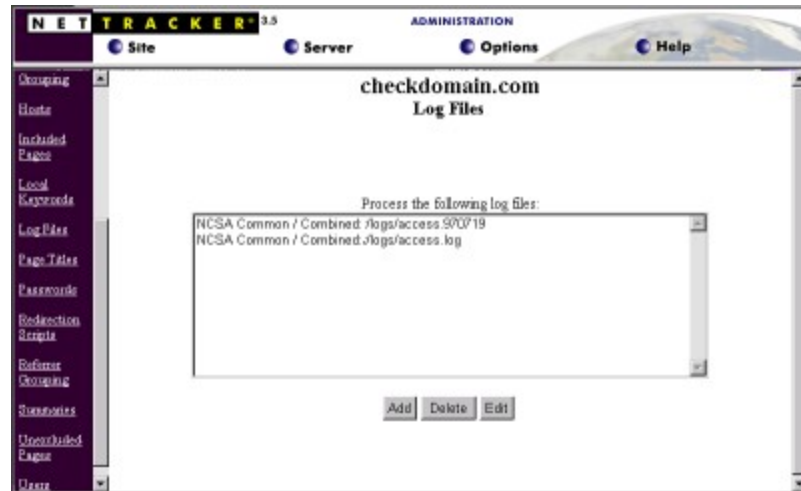 NET TRACKER® 3.5
ADMINISTRATION
Site
Server
Options
Help
Grouping
Hosts
Included
Pages
Local
Keywords
Log Files
Page Titles
Passwords
Redirection
Scripts
Referrer
Grouping
Summaries
Unexcluded
Pages
Users
checkdomain.com
Log Files
Process the following log files:
NCSA Common / Combined:/logs/access.970719
NCSA Common / Combined:/logs/access.log
Add Delete Edit